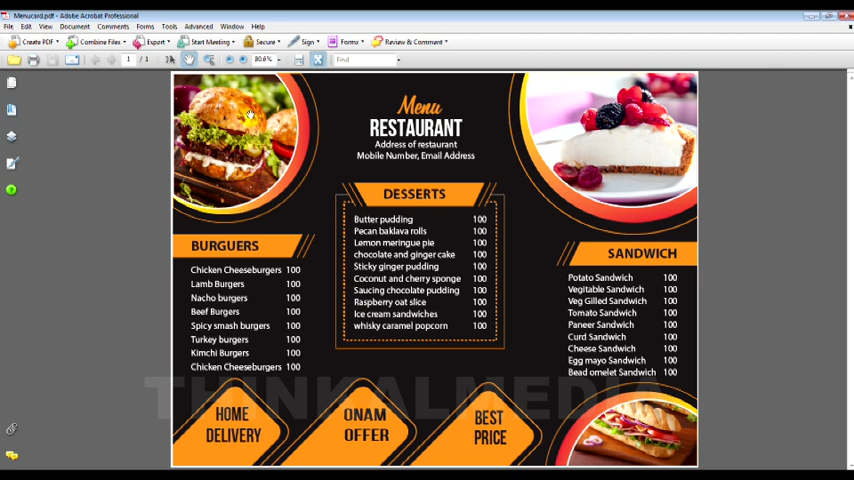 Menucard.pdf - Adobe Acrobat Professional
File Edit View Document Comments Forms Tools Advanced Window Help
Create PDF Combine Files Export Start Meeting Secure Sign Forms Review & Comment
1 / 1 80.6% Find
Menu
RESTAURANT
Address of restaurant
Mobile Number, Email Address
DESSERTS
Butter pudding 100
Pecan baklava rolls 100
Lemon meringue pie 100
chocolate and ginger cake 100
Sticky ginger pudding 100
Coconut and cherry sponge 100
Saucing chocolate pudding 100
Raspberry oat slice 100
Ice cream sandwiches 100
whisky caramel popcorn 100
BURGUERS
Chicken Cheeseburgers 100
Lamb Burgers 100
Nacho burgers 100
Beef Burgers 100
Spicy smash burgers 100
Turkey burgers 100
Kimchi Burgers 100
Chicken Cheeseburgers 100
SANDWICH
Potato Sandwich 100
Vegitable Sandwich 100
Veg Gilled Sandwich 100
Tomato Sandwich 100
Paneer Sandwich 100
Curd Sandwich 100
Cheese Sandwich 100
Egg mayo Sandwich 100
Bead omelet Sandwich 100
THINKALMEDIA
HOME
DELIVERY
ONAM
OFFER
BEST
PRICE